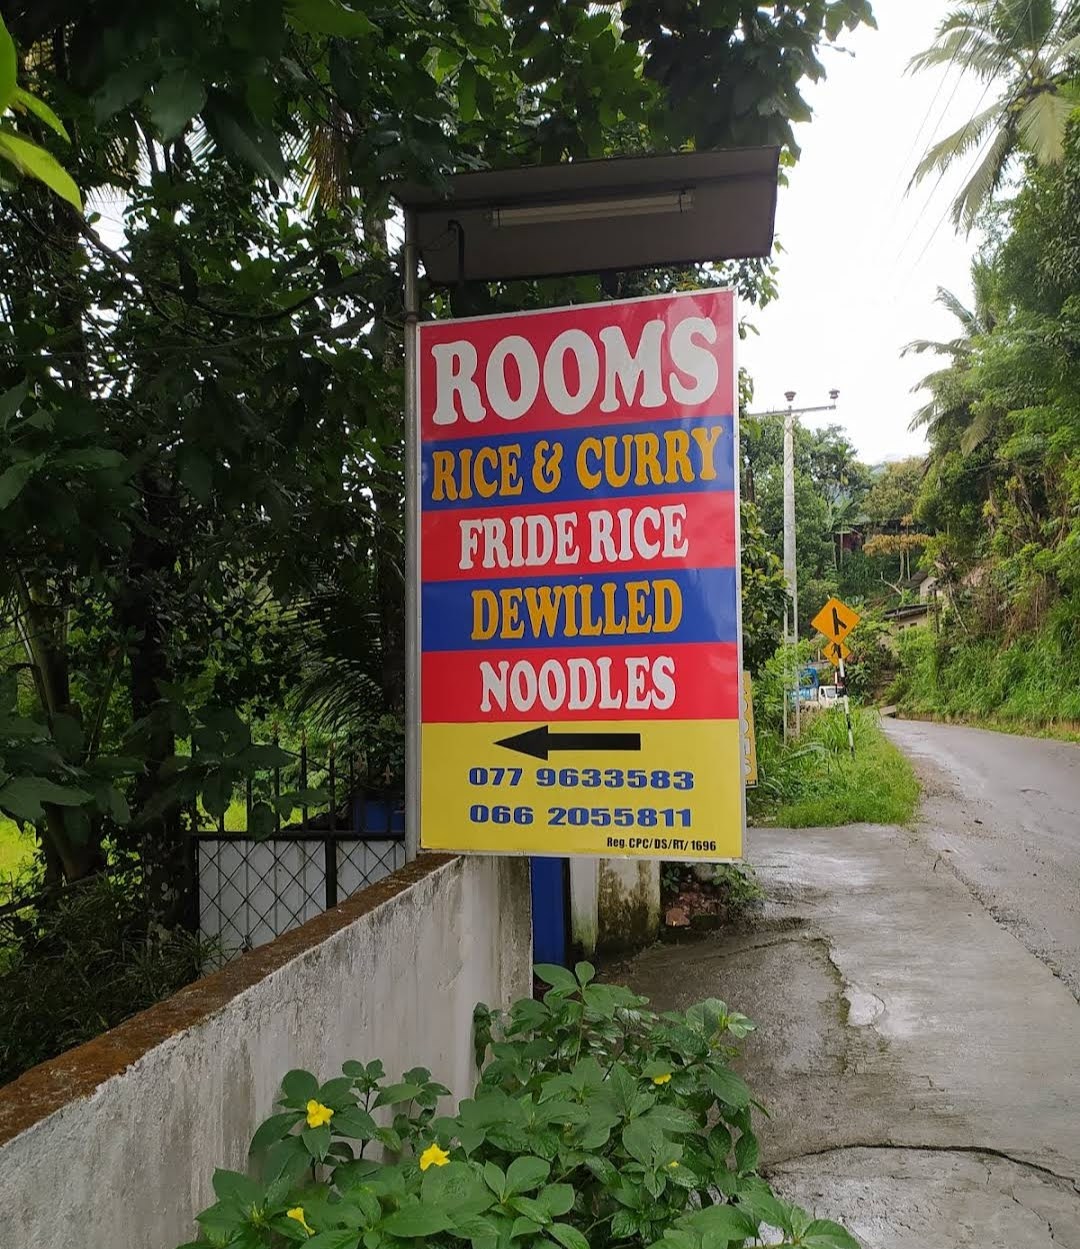 ROOMS
RICE & CURRY
FRIDE RICE
DEWILLED
NOODLES
077 9633583
066 2055811
Reg. CPC/DS/RT/ 1696